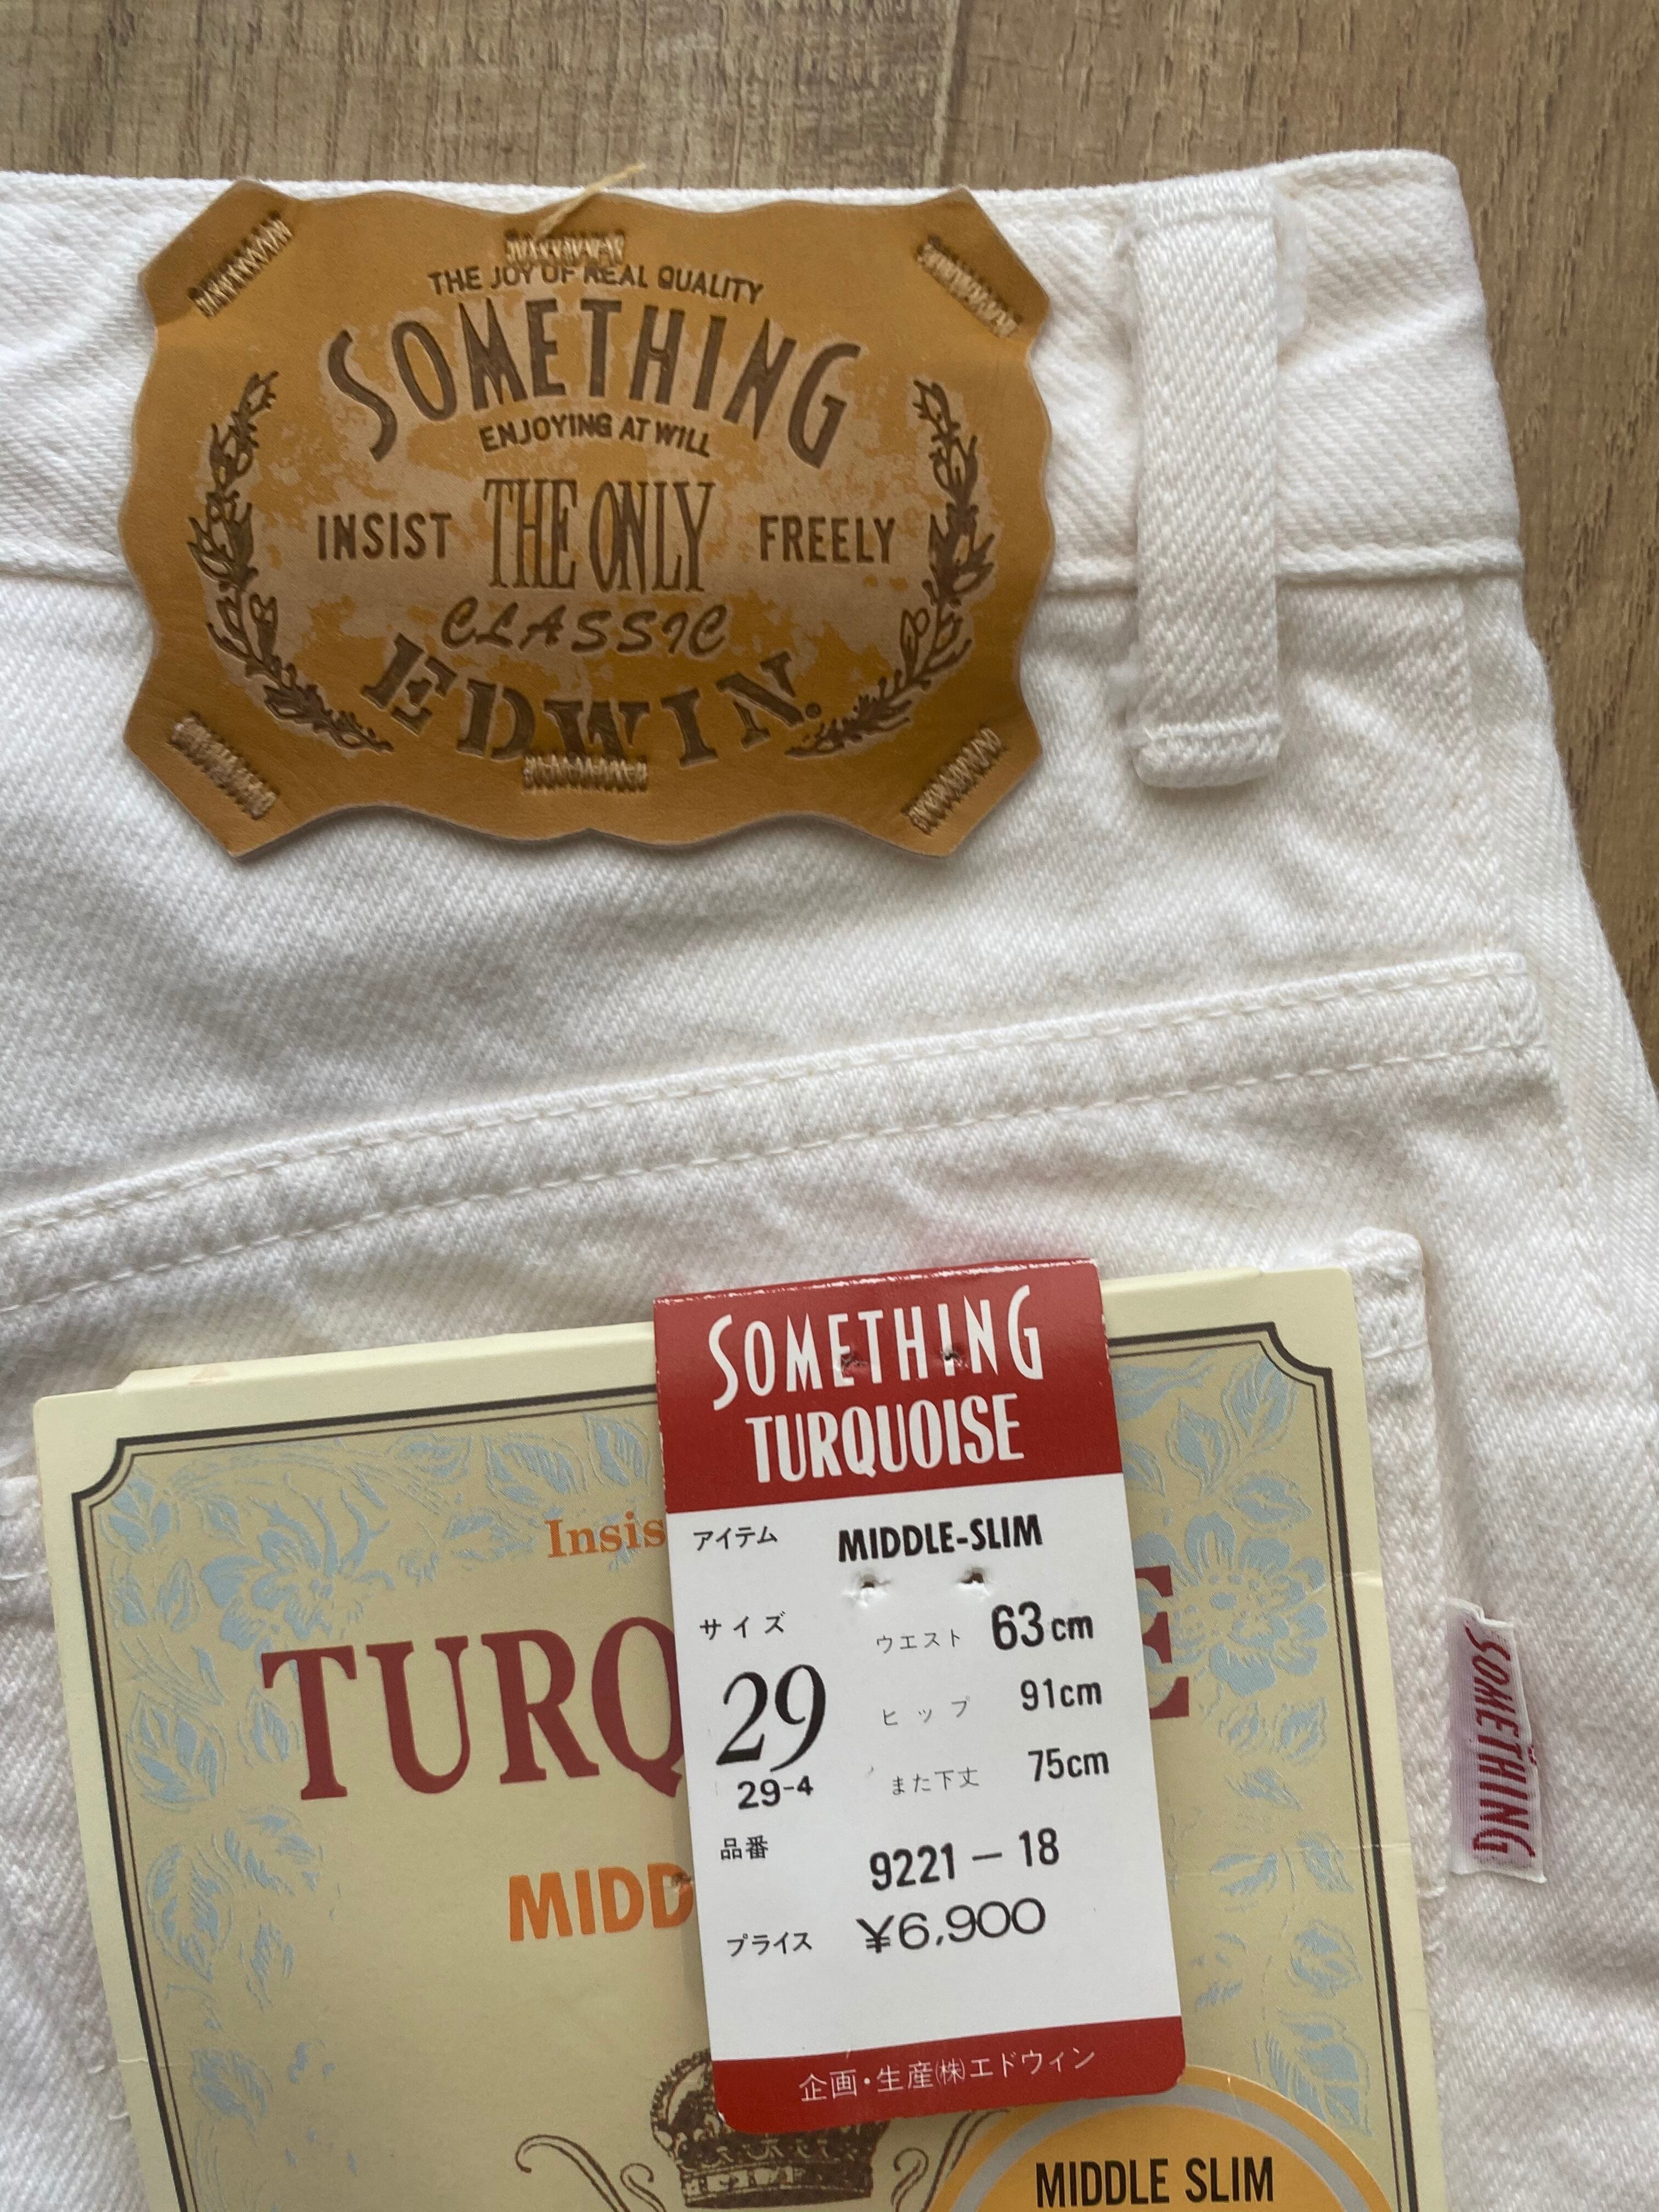 THE JOY OF REAL QUALITY
SOMETHING
ENJOYING AT WILL
INSIST THE ONLY FREELY
CLASSIC
EDWIN®
SOMETHING
TURQUOISE
アイテム MIDDLE-SLIM
サイズ ウエスト 63cm
29 ヒップ 91cm
29-4 また下丈 75cm
品番 9221-18
プライス ¥6,900
企画・生産㈱エドウィン
Insis
TURQ E
MIDD
MIDDLE SLIM
SOMETHING